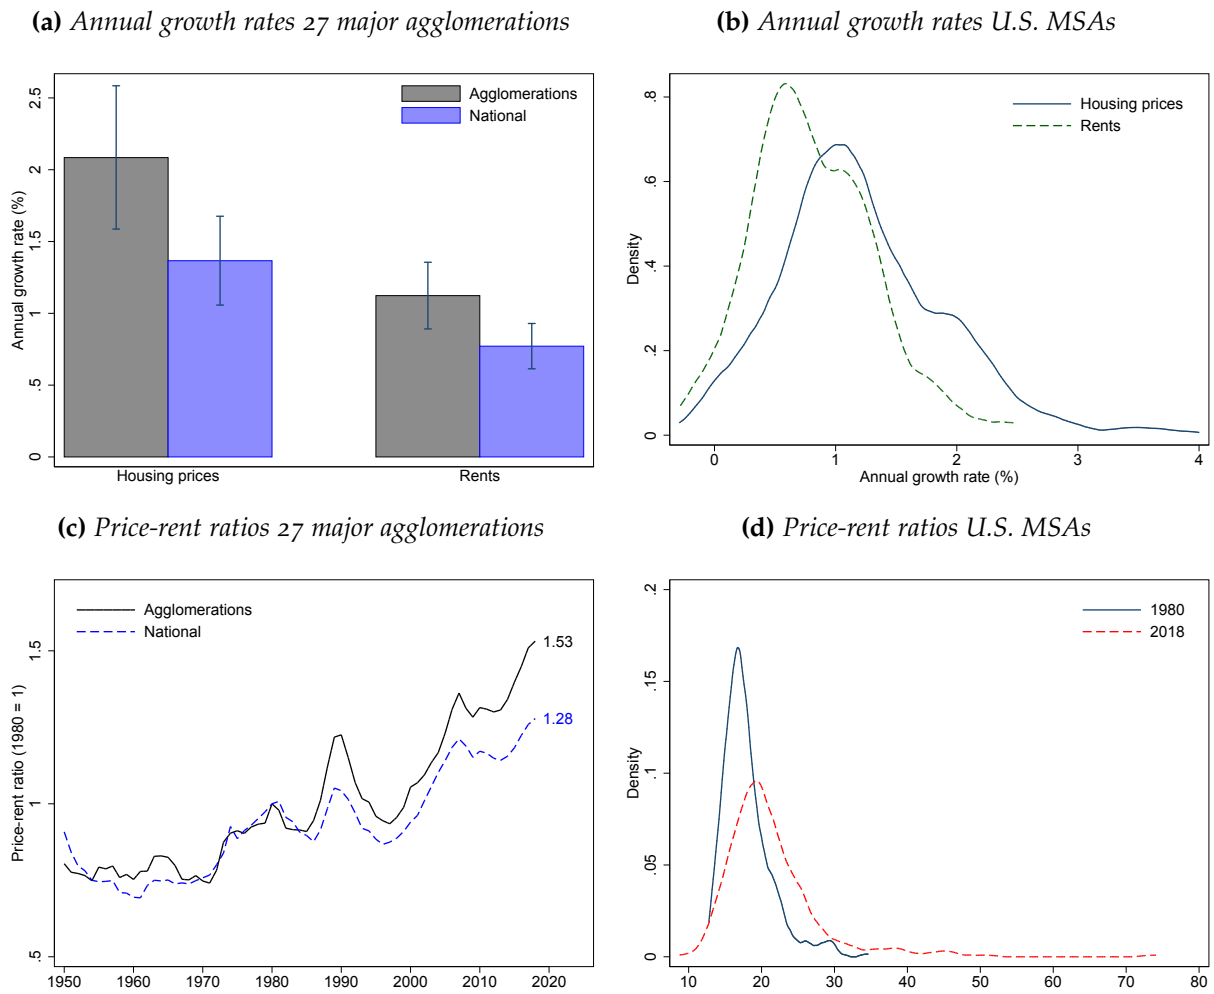 (a) Annual growth rates 27 major agglomerations
Annual growth rate (%)
2.5
2
1.5
1
.5
0
Agglomerations
National
Housing prices
Rents
(b) Annual growth rates U.S. MSAs
Density
.8
.6
.4
.2
0
Housing prices
Rents
0 1 2 3 4
Annual growth rate (%)
(c) Price-rent ratios 27 major agglomerations
Price-rent ratio (1980 = 1)
1.5
1
.5
Agglomerations
National
1.53
1.28
1950 1960 1970 1980 1990 2000 2010 2020
(d) Price-rent ratios U.S. MSAs
Density
.2
.15
.1
.05
0
1980
2018
10 20 30 40 50 60 70 80